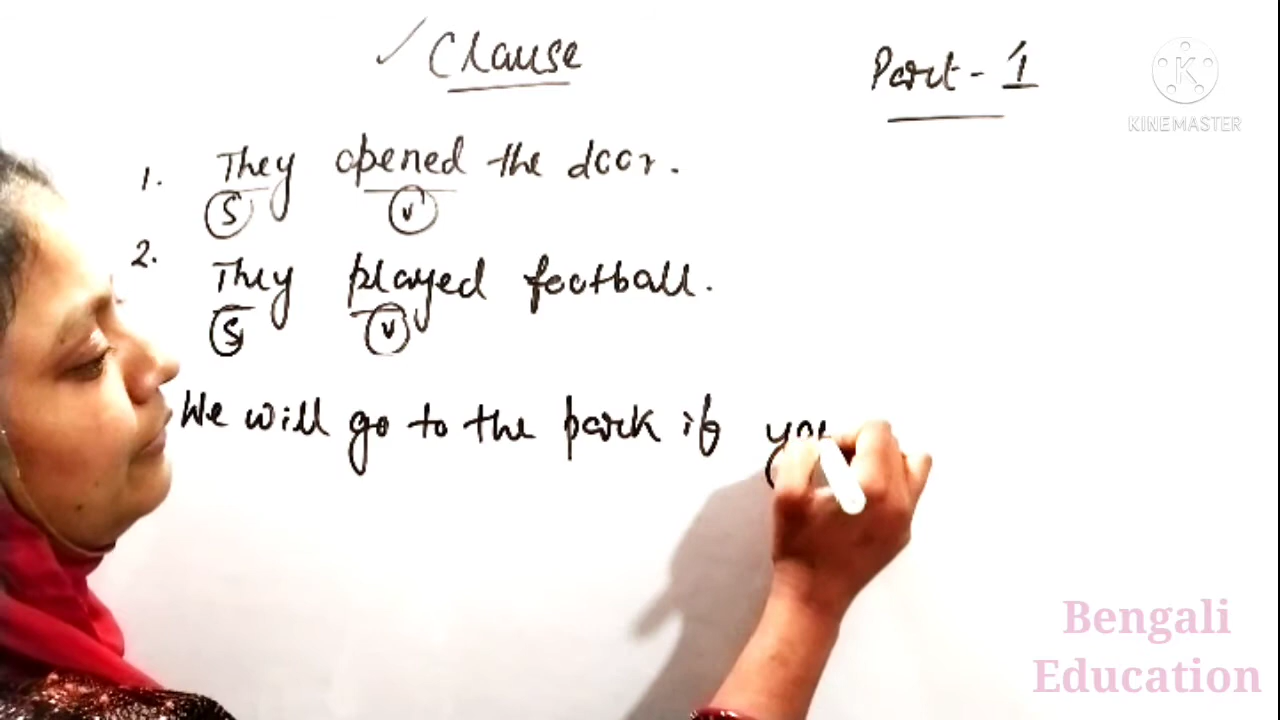 ✓ Clause
Part - 1
KINEMASTER
1. They opened the door.
S V
2. They played football.
S V
We will go to the park if you
Bengali
Education